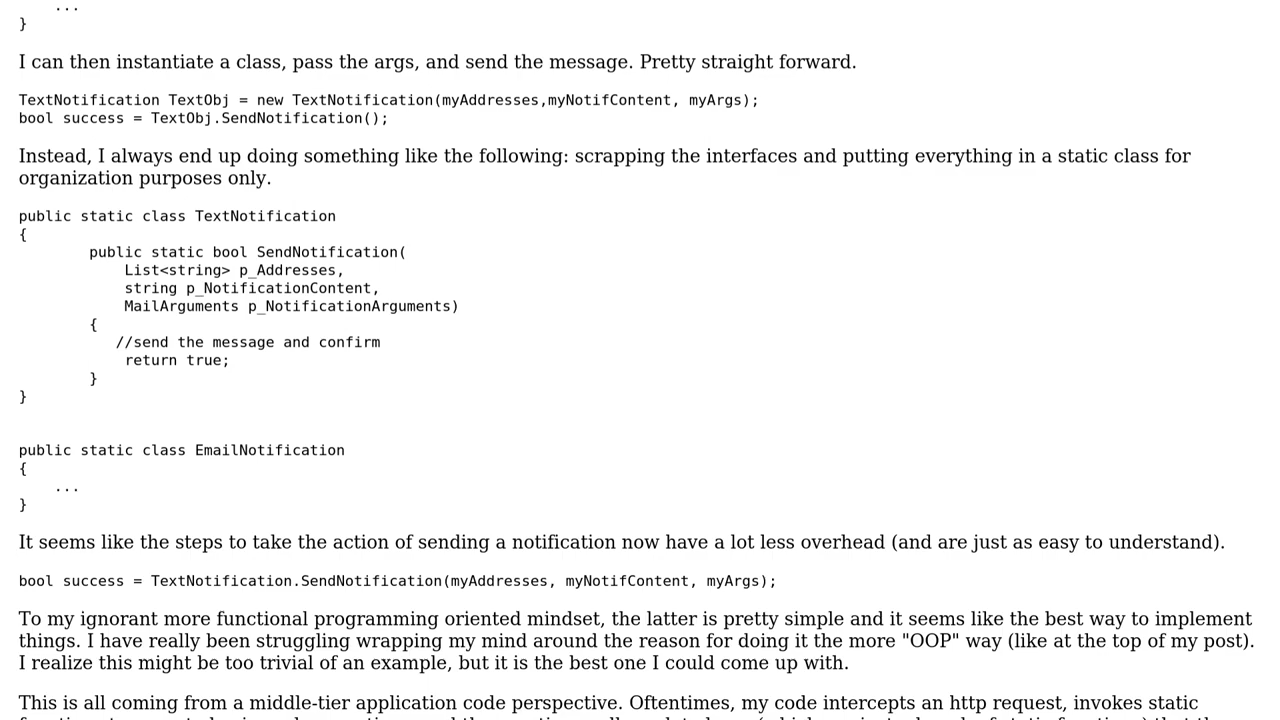 ...
}
I can then instantiate a class, pass the args, and send the message. Pretty straight forward.
TextNotification TextObj = new TextNotification(myAddresses,myNotifContent, myArgs);
bool success = TextObj.SendNotification();
Instead, I always end up doing something like the following: scrapping the interfaces and putting everything in a static class for
organization purposes only.
public static class TextNotification
{
public static bool SendNotification(
List<string> p_Addresses,
string p_NotificationContent,
MailArguments p_NotificationArguments)
{
//send the message and confirm
return true;
}
}
public static class EmailNotification
{
...
}
It seems like the steps to take the action of sending a notification now have a lot less overhead (and are just as easy to understand).
bool success = TextNotification.SendNotification(myAddresses, myNotifContent, myArgs);
To my ignorant more functional programming oriented mindset, the latter is pretty simple and it seems like the best way to implement
things. I have really been struggling wrapping my mind around the reason for doing it the more "OOP" way (like at the top of my post).
I realize this might be too trivial of an example, but it is the best one I could come up with.
This is all coming from a middle-tier application code perspective. Oftentimes, my code intercepts an http request, invokes static